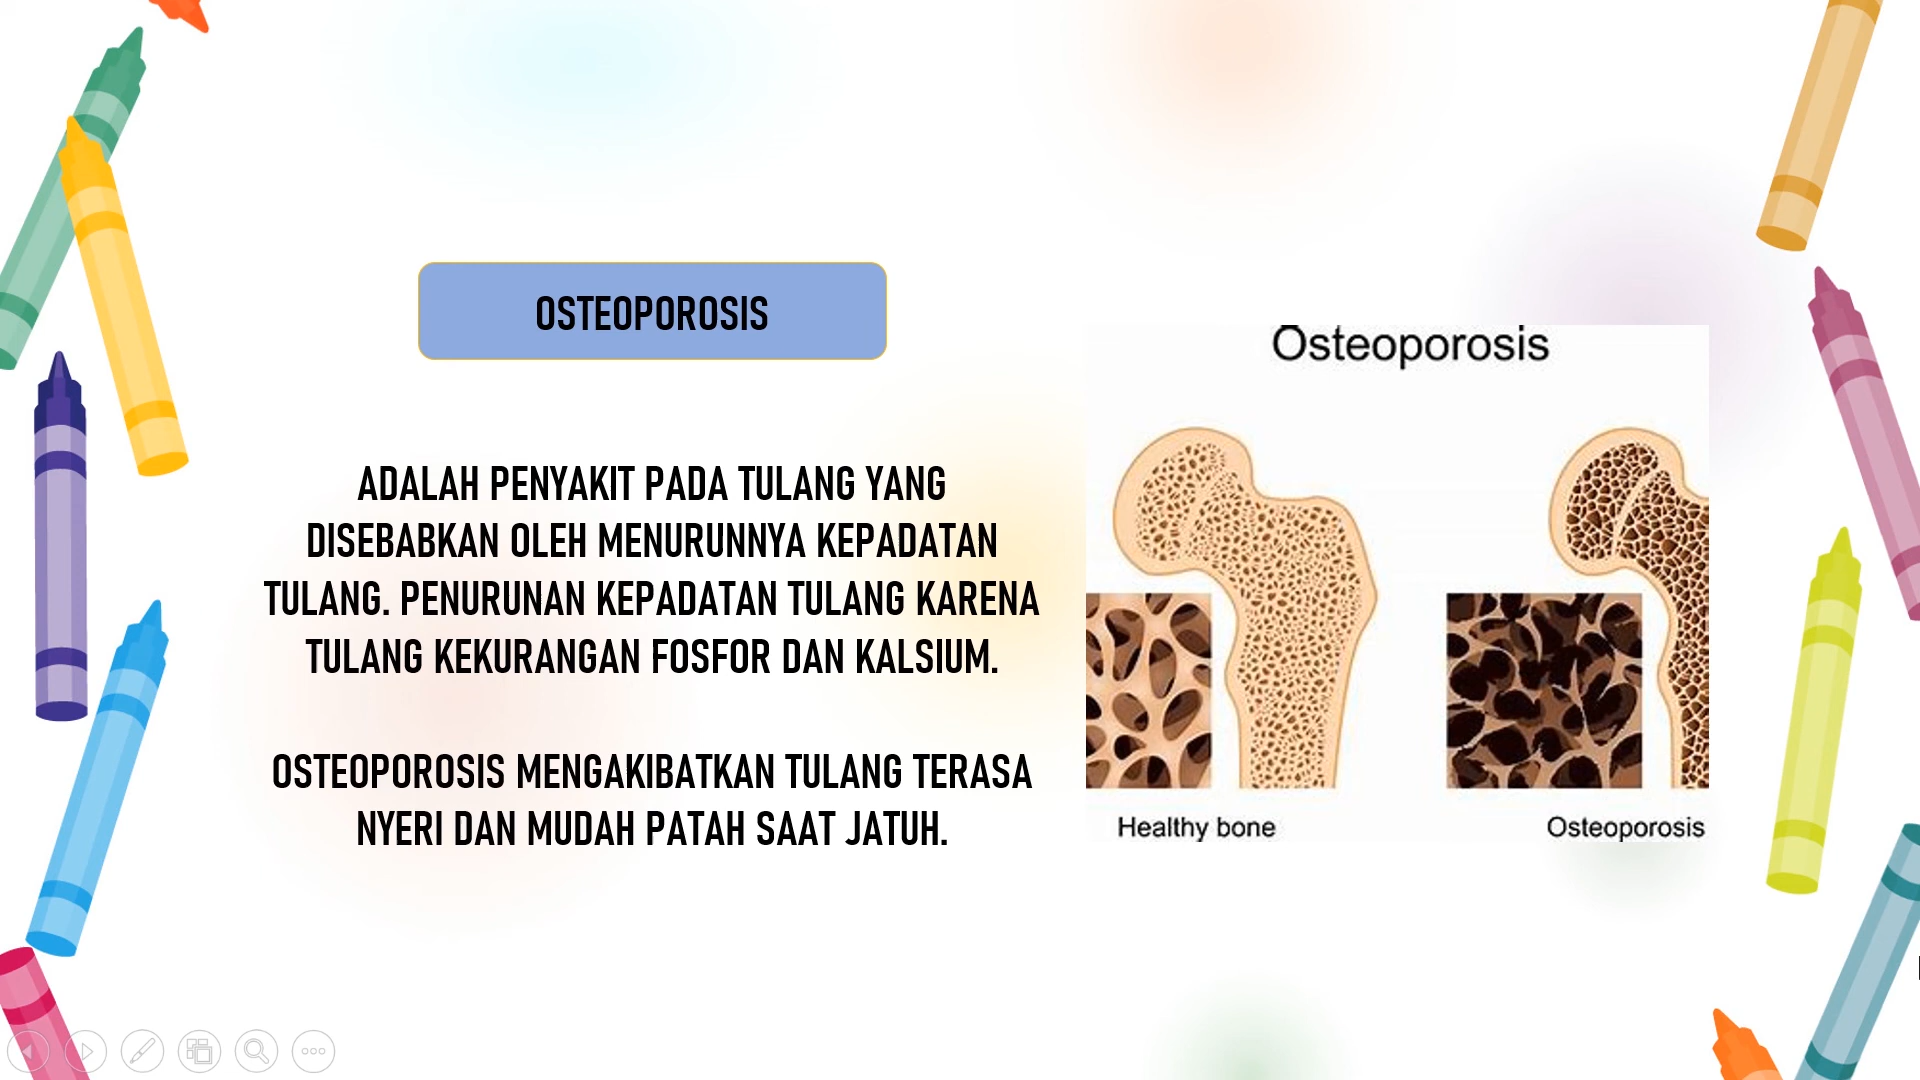 OSTEOPOROSIS
ADALAH PENYAKIT PADA TULANG YANG
DISEBABKAN OLEH MENURUNNYA KEPADATAN
TULANG. PENURUNAN KEPADATAN TULANG KARENA
TULANG KEKURANGAN FOSFOR DAN KALSIUM.
OSTEOPOROSIS MENGAKIBATKAN TULANG TERASA
NYERI DAN MUDAH PATAH SAAT JATUH.
Osteoporosis
Healthy bone
Osteoporosis